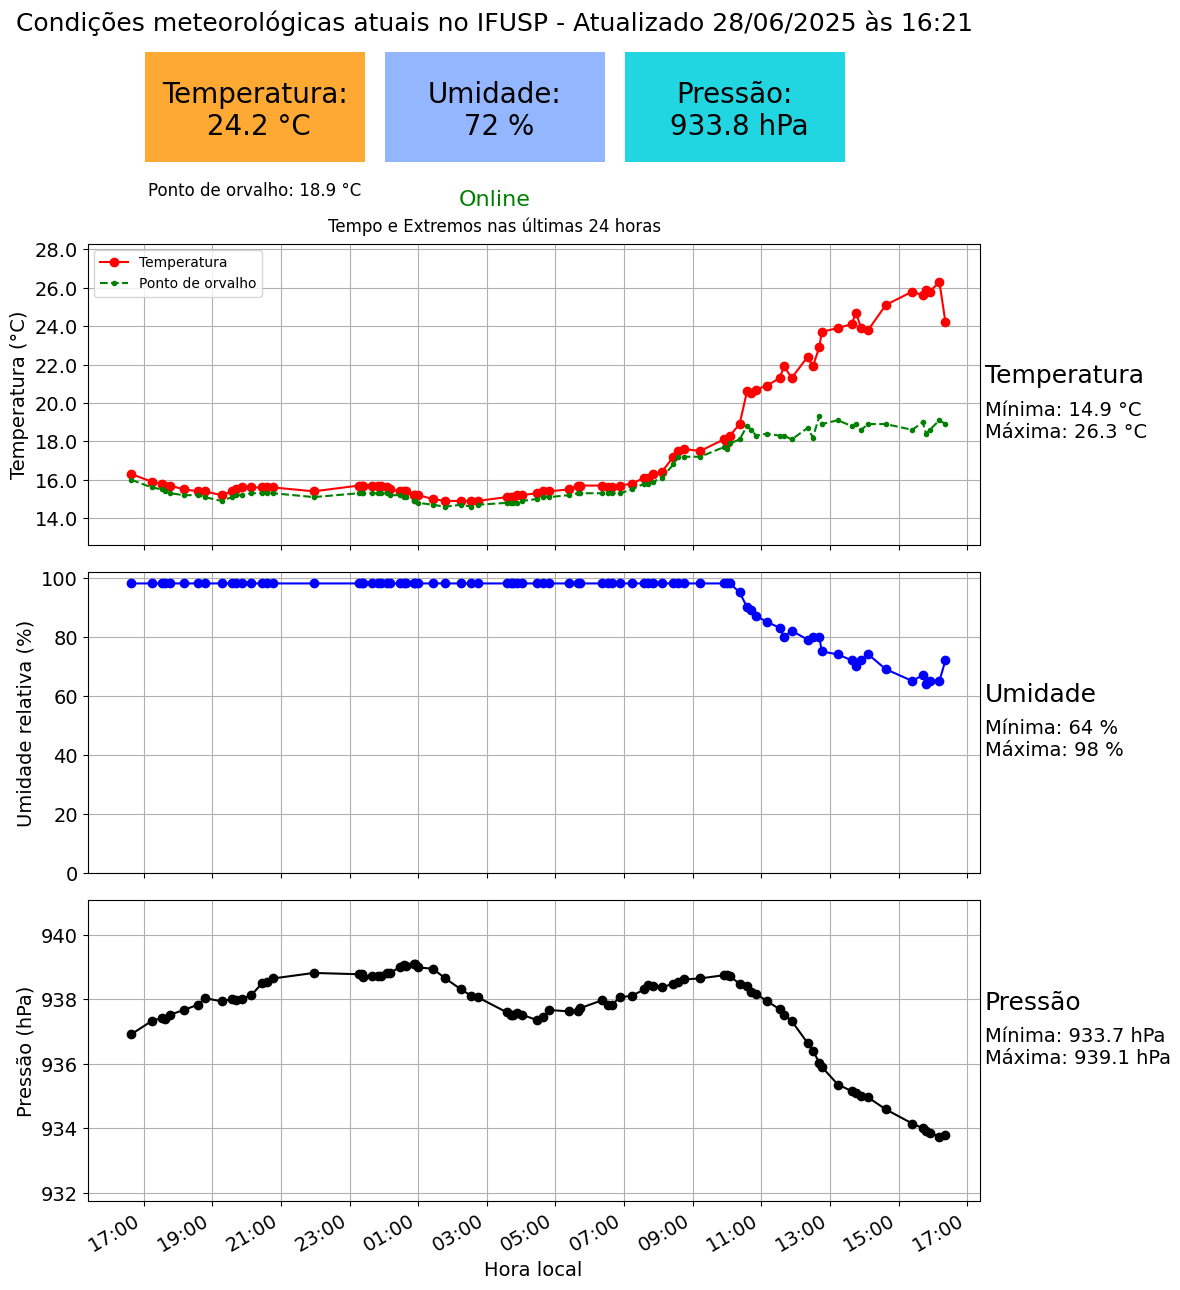 Condições meteorológicas atuais no IFUSP - Atualizado 28/06/2025 às 16:21
Temperatura:
24.2 °C
Umidade:
72 %
Pressão:
933.8 hPa
Ponto de orvalho: 18.9 °C
Online
Tempo e Extremos nas últimas 24 horas
Temperatura
Ponto de orvalho
Temperatura (°C)
28.0
26.0
24.0
22.0
20.0
18.0
16.0
14.0
Temperatura
Mínima: 14.9 °C
Máxima: 26.3 °C
Umidade relativa (%)
100
80
60
40
20
0
Umidade
Mínima: 64 %
Máxima: 98 %
Pressão (hPa)
940
938
936
934
932
Pressão
Mínima: 933.7 hPa
Máxima: 939.1 hPa
17:00 19:00 21:00 23:00 01:00 03:00 05:00 07:00 09:00 11:00 13:00 15:00 17:00
Hora local